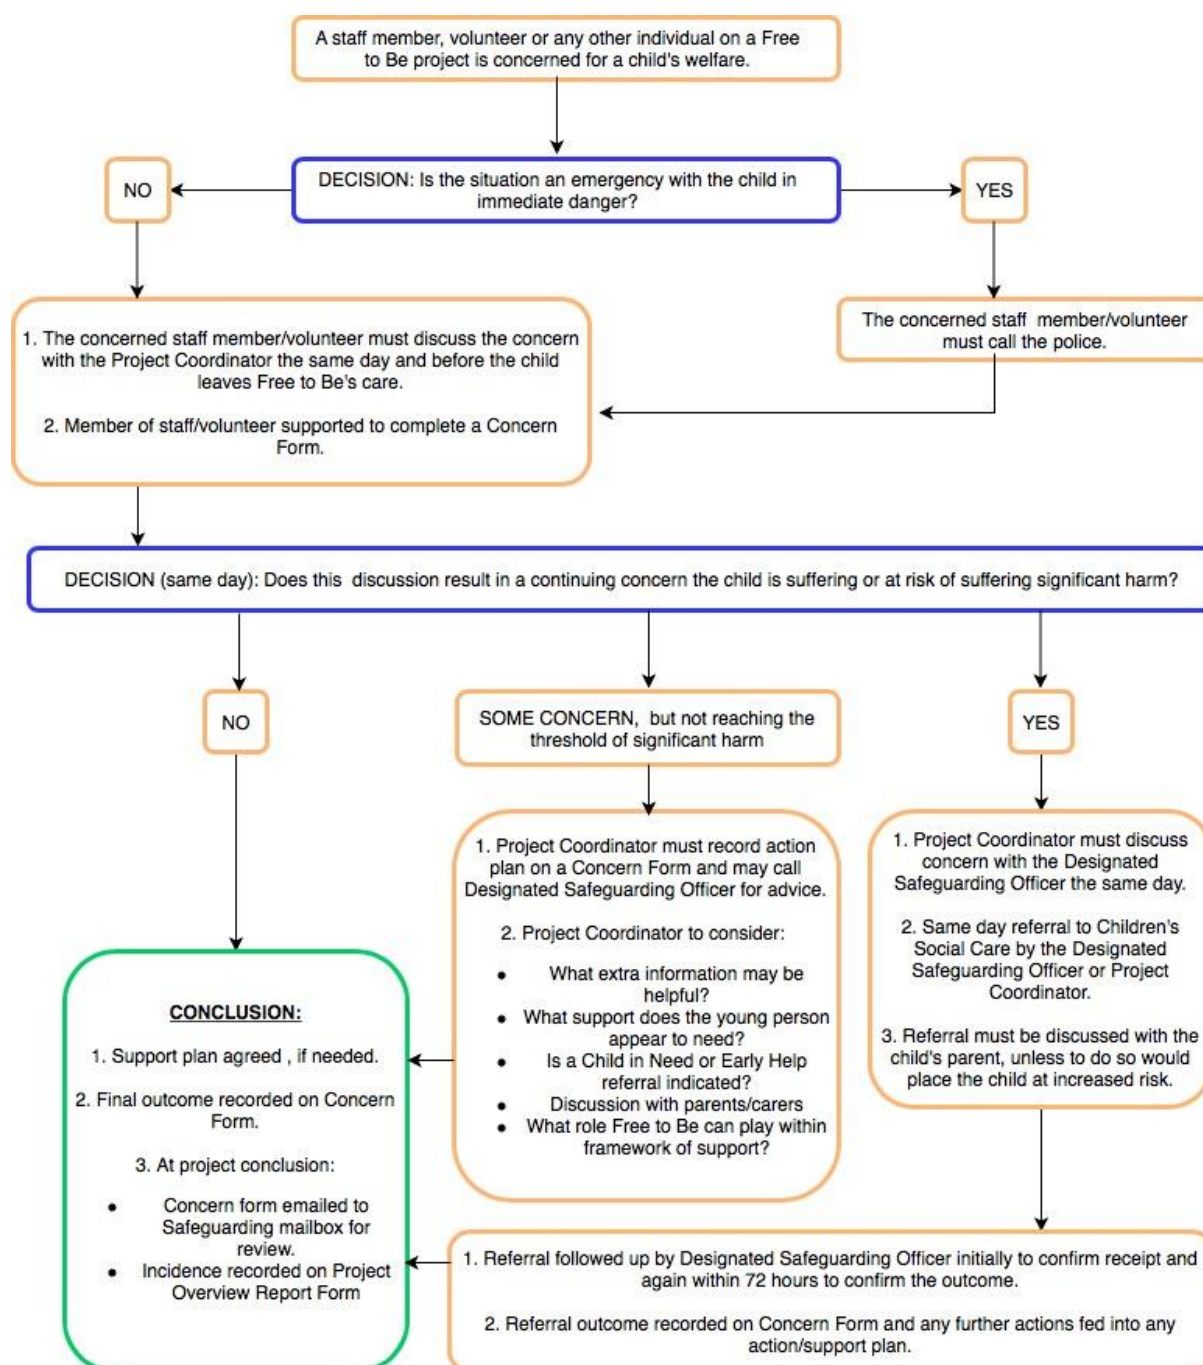 A staff member, volunteer or any other individual on a Free
to Be project is concerned for a child's welfare.
NO
DECISION: Is the situation an emergency with the child in
immediate danger?
YES
1. The concerned staff member/volunteer must discuss the concern
with the Project Coordinator the same day and before the child
leaves Free to Be's care.
2. Member of staff/volunteer supported to complete a Concern
Form.
The concerned staff member/volunteer
must call the police.
DECISION (same day): Does this discussion result in a continuing concern the child is suffering or at risk of suffering significant harm?
NO
SOME CONCERN, but not reaching the
threshold of significant harm
YES
1. Project Coordinator must record action
plan on a Concern Form and may call
Designated Safeguarding Officer for advice.
2. Project Coordinator to consider:
• What extra information may be
helpful?
• What support does the young person
appear to need?
• Is a Child in Need or Early Help
referral indicated?
• Discussion with parents/carers
• What role Free to Be can play within
framework of support?
1. Project Coordinator must discuss
concern with the Designated
Safeguarding Officer the same day.
2. Same day referral to Children's
Social Care by the Designated
Safeguarding Officer or Project
Coordinator.
3. Referral must be discussed with the
child's parent, unless to do so would
place the child at increased risk.
CONCLUSION:
1. Support plan agreed , if needed.
2. Final outcome recorded on Concern
Form.
3. At project conclusion:
• Concern form emailed to
Safeguarding mailbox for
review.
• Incidence recorded on Project
Overview Report Form
1. Referral followed up by Designated Safeguarding Officer initially to confirm receipt and
again within 72 hours to confirm the outcome.
2. Referral outcome recorded on Concern Form and any further actions fed into any
action/support plan.